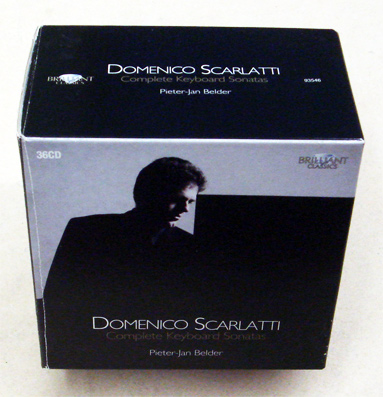 BRILLIANT
CLASSICS
DOMENICO SCARLATTI
Complete Keyboard Sonatas
Pieter-Jan Belder
93546
36CD
BRILLIANT
CLASSICS
DOMENICO SCARLATTI
Complete Keyboard Sonatas
Pieter-Jan Belder